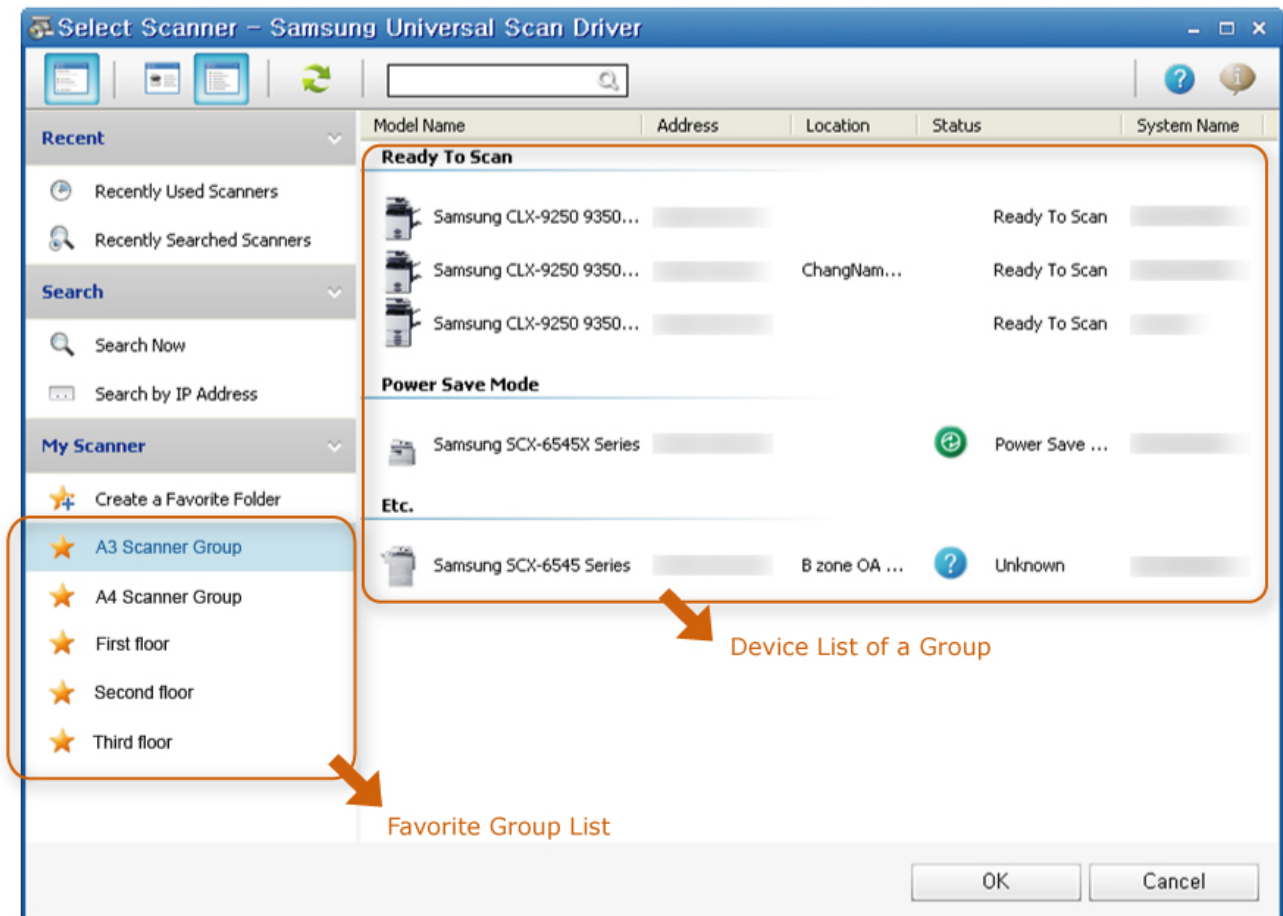 Select Scanner – Samsung Universal Scan Driver
Model Name Address Location Status System Name
Recent
Recently Used Scanners
Recently Searched Scanners
Search
Search Now
Search by IP Address
My Scanner
Create a Favorite Folder
A3 Scanner Group
A4 Scanner Group
First floor
Second floor
Third floor
Favorite Group List
Ready To Scan
Samsung CLX-9250 9350... Ready To Scan
Samsung CLX-9250 9350... ChangNam... Ready To Scan
Samsung CLX-9250 9350... Ready To Scan
Power Save Mode
Samsung SCX-6545X Series Power Save ...
Etc.
Samsung SCX-6545 Series B zone OA ... ? Unknown
Device List of a Group
OK Cancel